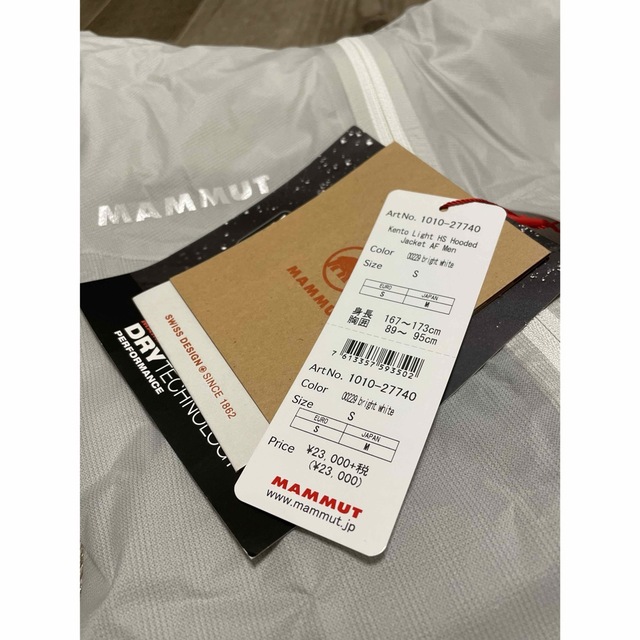 MAMMUT
MAMMUT
SWISS DESIGN SINCE 1862
DRYTECHNOLOGY
PERFORMANCE
Art No. 1010-27740
Kento Light HS Hooded
Jacket AF Men
Color 00229 bright white
Size S
EURO JAPAN
S M
身長 167～173cm
胸囲 89～ 95cm
7613357593502
Art No. 1010-27740
Color 00229 bright white
Size S
EURO JAPAN
S M
Price ¥23,000+税
(¥23,000)
MAMMUT
www.mammut.jp